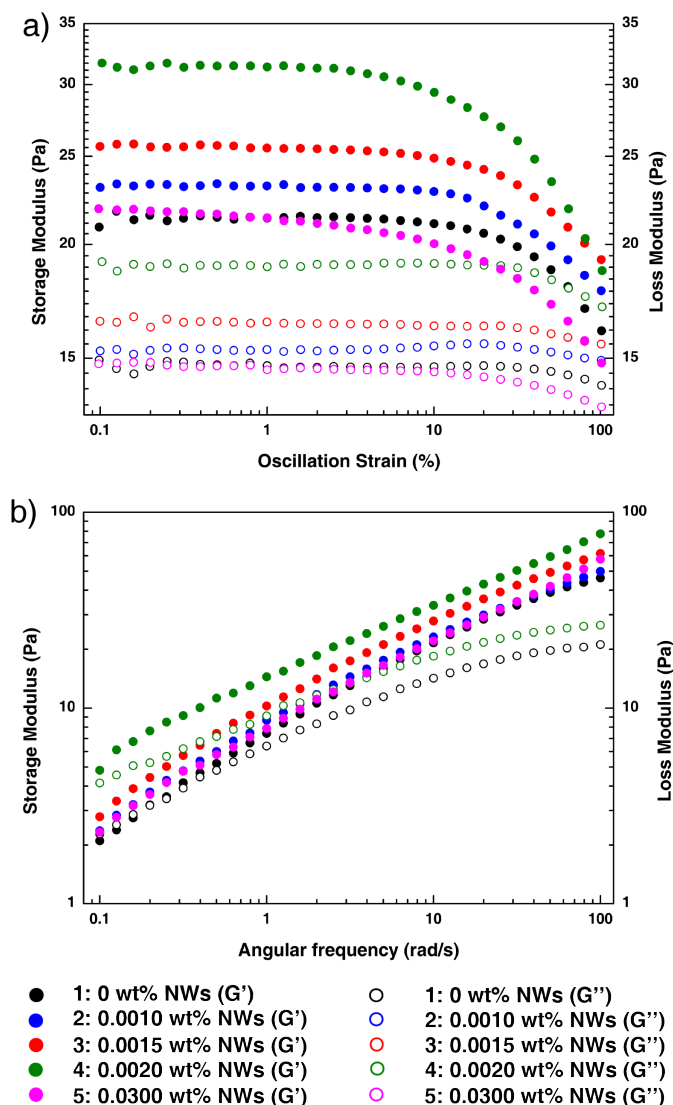 a)
35
30
25
20
15
35
30
25
20
15
Storage Modulus (Pa)
Loss Modulus (Pa)
0.1
1
10
100
Oscillation Strain (%)
b)
100
10
1
100
10
1
Storage Modulus (Pa)
Loss Modulus (Pa)
0.1
1
10
100
Angular frequency (rad/s)
1: 0 wt% NWs (G’)
1: 0 wt% NWs (G’’)
2: 0.0010 wt% NWs (G’)
2: 0.0010 wt% NWs (G’’)
3: 0.0015 wt% NWs (G’)
3: 0.0015 wt% NWs (G’’)
4: 0.0020 wt% NWs (G’)
4: 0.0020 wt% NWs (G’’)
5: 0.0300 wt% NWs (G’)
5: 0.0300 wt% NWs (G’’)